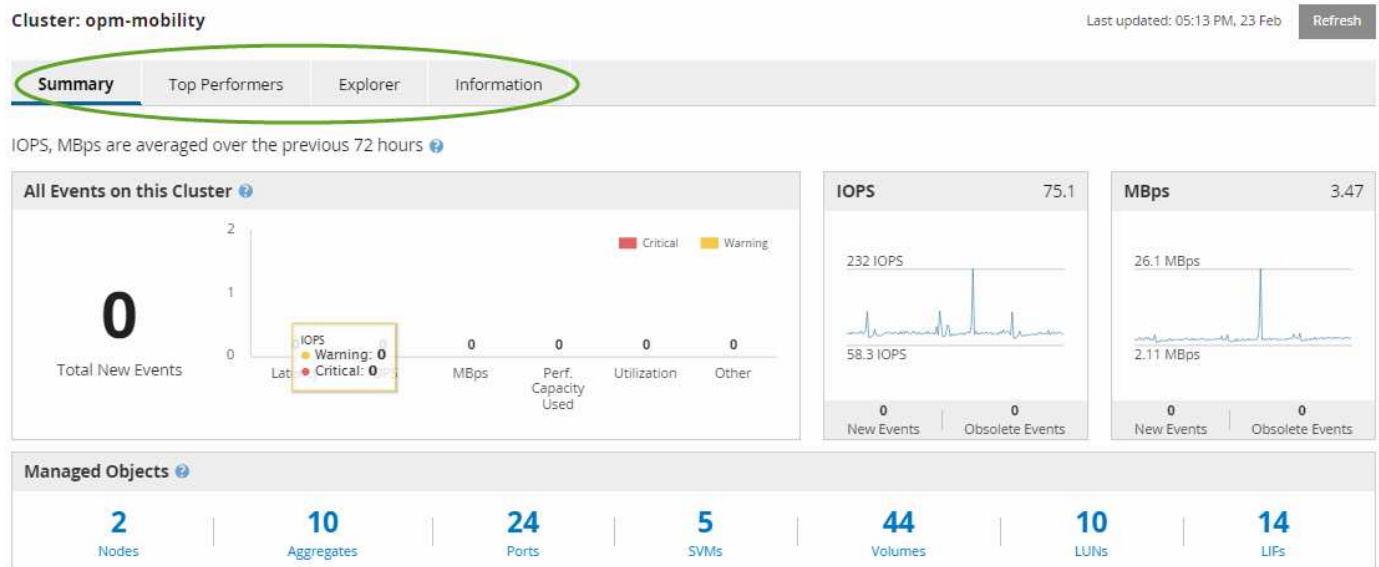 Cluster: opm-mobility
Last updated: 05:13 PM, 23 Feb
Refresh
Summary
Top Performers
Explorer
Information
IOPS, MBps are averaged over the previous 72 hours
All Events on this Cluster
0
Total New Events
2
1
0
Critical
Warning
IOPS
Warning: 0
Critical: 0
0
0
0
0
MBps
Perf.
Capacity
Used
Utilization
Other
IOPS 75.1
232 IOPS
58.3 IOPS
0 0
New Events Obsolete Events
MBps 3.47
26.1 MBps
2.11 MBps
0 0
New Events Obsolete Events
Managed Objects
2 10 24 5 44 10 14
Nodes Aggregates Ports SVMs Volumes LUNs LIFs